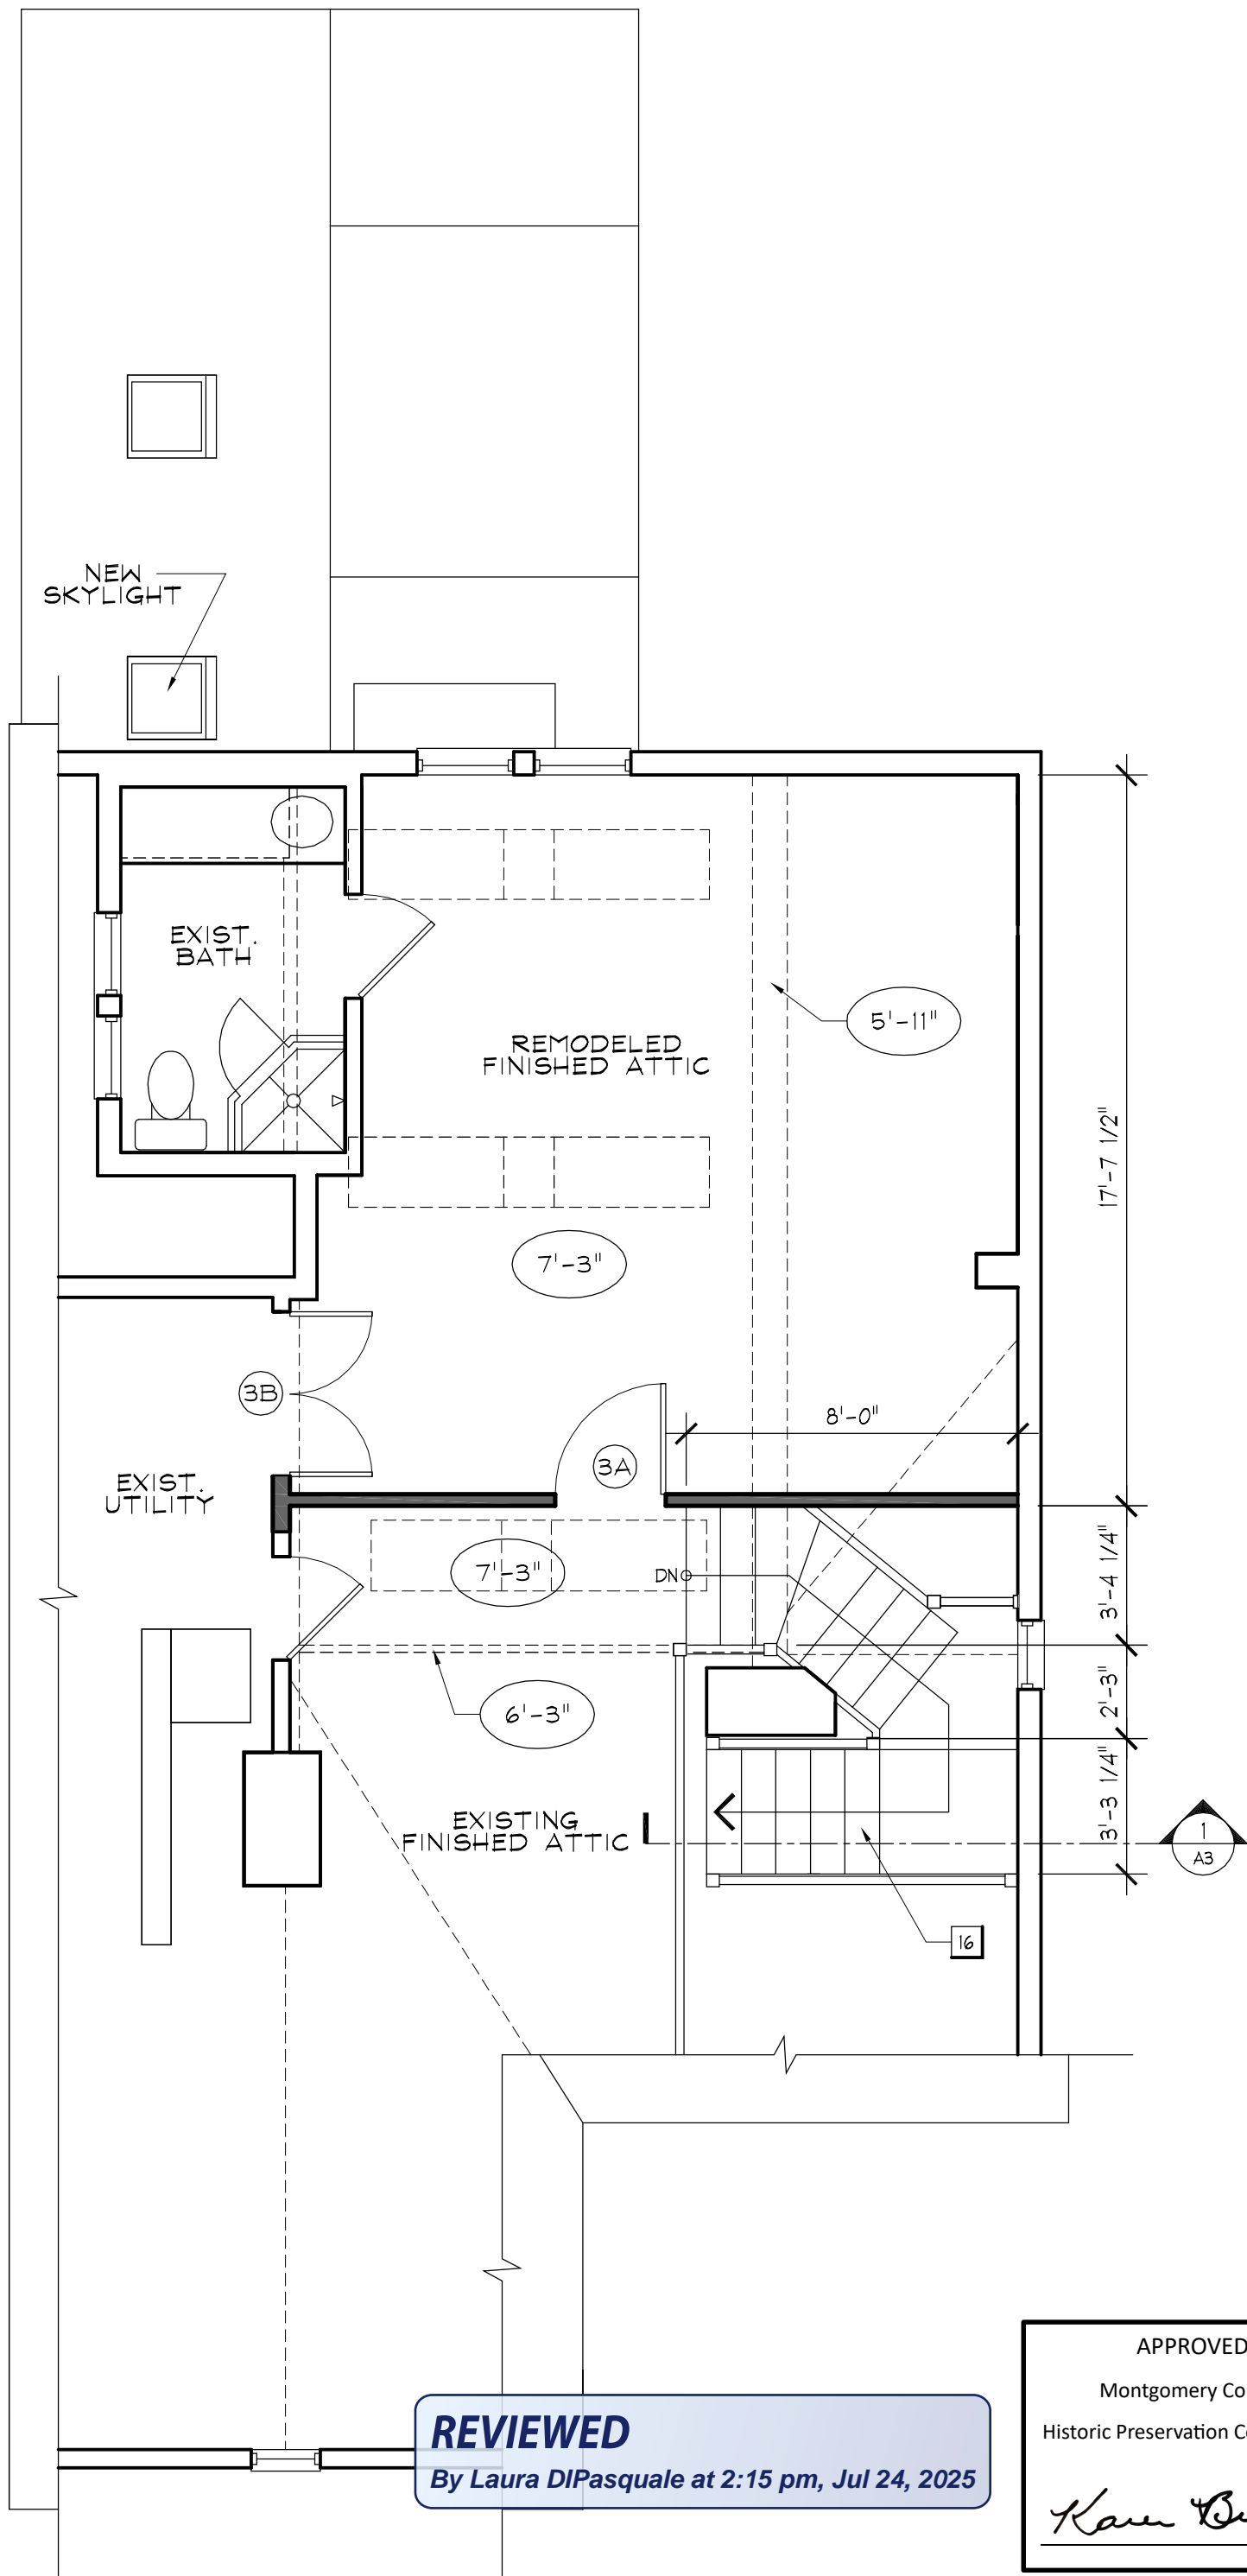 NEW
SKYLIGHT
EXIST.
BATH
5'-11"
REMODELED
FINISHED ATTIC
17'-7 1/2"
7'-3"
3B
8'-0"
3A
EXIST.
UTILITY
7'-3"
DN
3'-4 1/4"
6'-3"
2'-3"
EXISTING
FINISHED ATTIC
3'-3 1/4"
1
A3
16
APPROVED
Montgomery Co
Historic Preservation
REVIEWED
By Laura DIPasquale at 2:15 pm, Jul 24, 2025
Karen